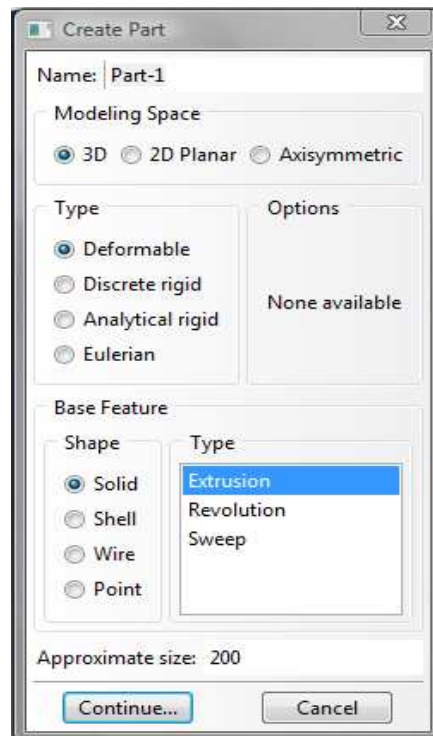 Create Part
Name: Part-1
Modeling Space
3D 2D Planar Axisymmetric
Type
Deformable
Discrete rigid
Analytical rigid
Eulerian
Options
None available
Base Feature
Shape
Solid
Shell
Wire
Point
Type
Extrusion
Revolution
Sweep
Approximate size: 200
Continue... Cancel